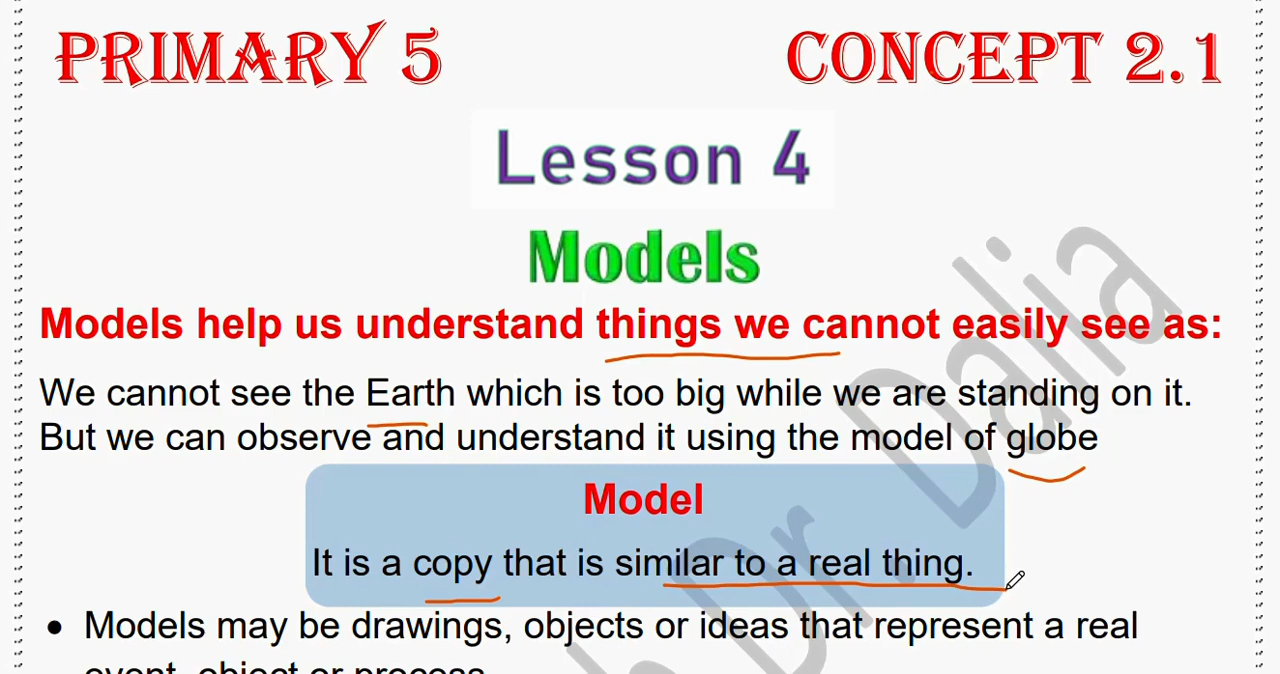 PRIMARY 5 CONCEPT 2.1
Lesson 4
Models
Models help us understand things we cannot easily see as:
We cannot see the Earth which is too big while we are standing on it.
But we can observe and understand it using the model of globe
Model
It is a copy that is similar to a real thing.
• Models may be drawings, objects or ideas that represent a real
event, object or process
Dr. Dalia